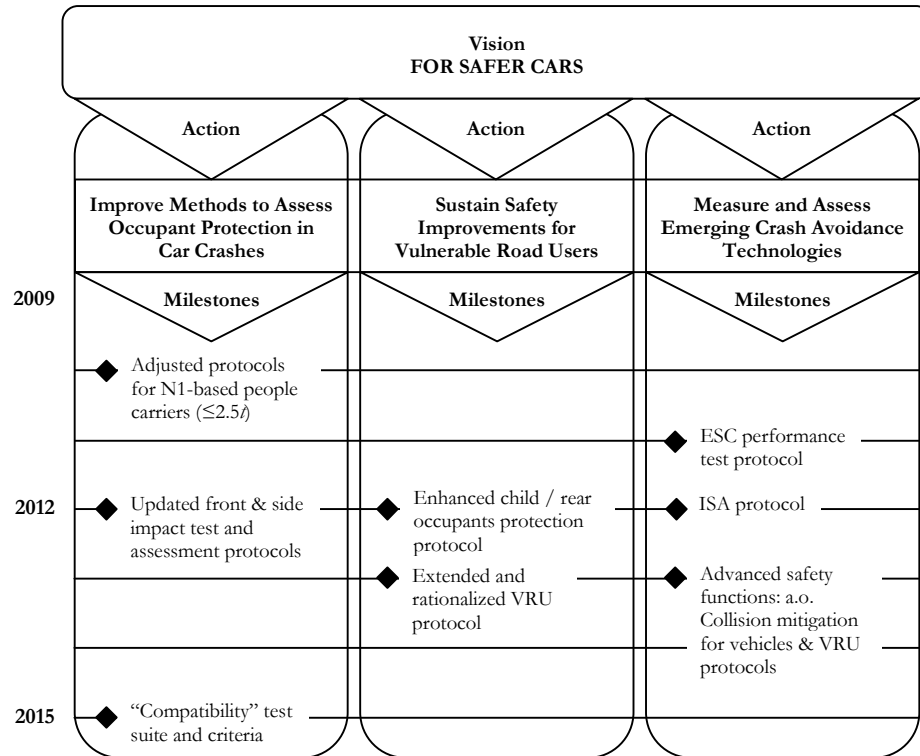 Vision
FOR SAFER CARS
Action
Action
Action
Improve Methods to Assess
Occupant Protection in
Car Crashes
Sustain Safety
Improvements for
Vulnerable Road Users
Measure and Assess
Emerging Crash Avoidance
Technologies
2009
Milestones
Milestones
Milestones
Adjusted protocols
for N1-based people
carriers (≤2.5t)
ESC performance
test protocol
2012
Updated front & side
impact test and
assessment protocols
Enhanced child / rear
occupants protection
protocol
ISA protocol
Extended and
rationalized VRU
protocol
Advanced safety
functions: a.o.
Collision mitigation
for vehicles & VRU
protocols
2015
“Compatibility” test
suite and criteria